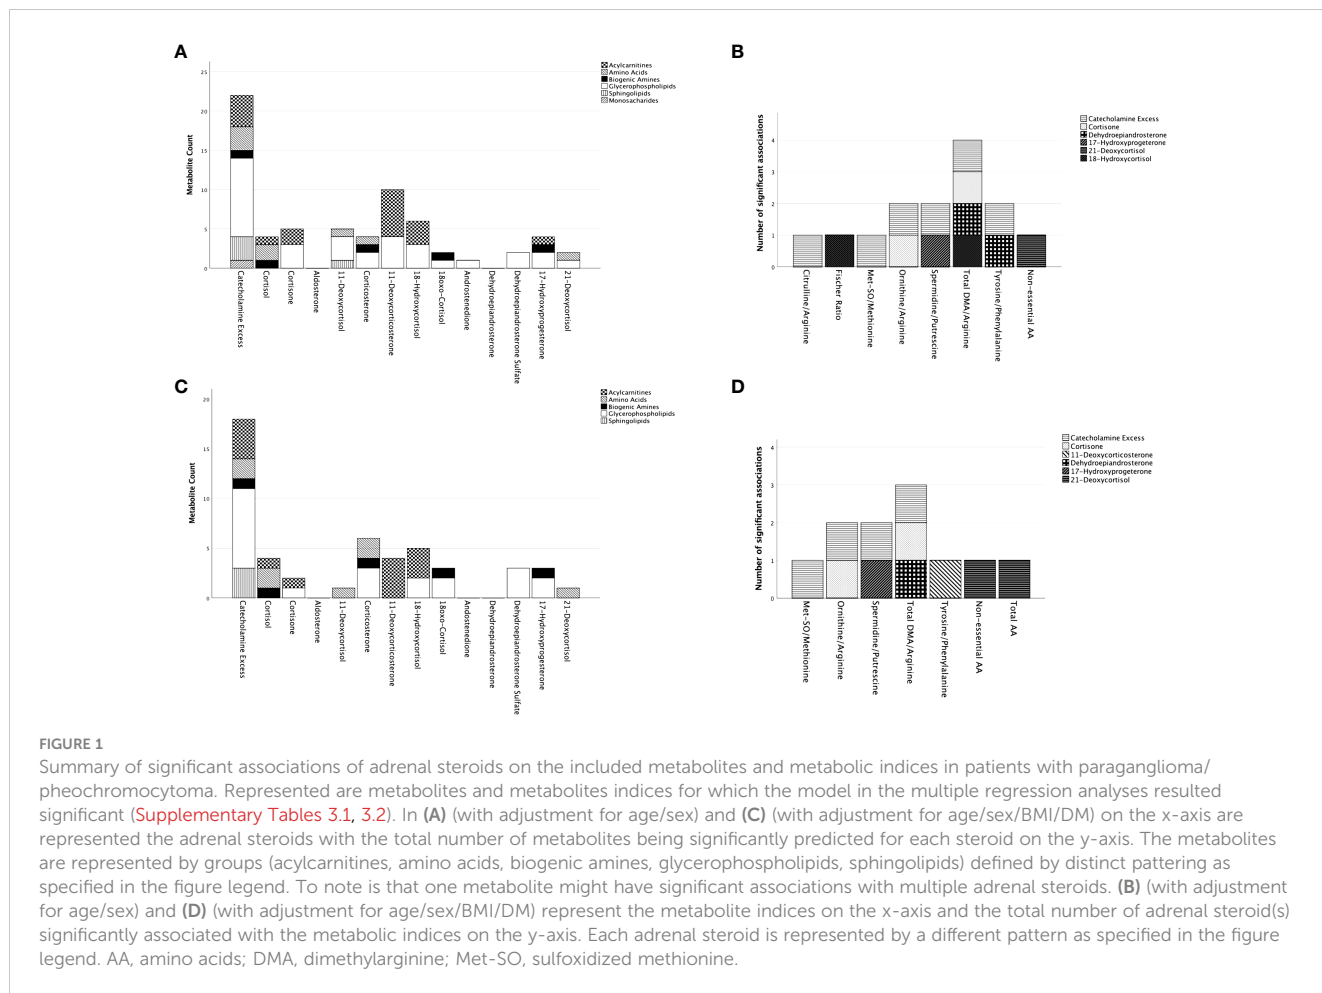 A
Metabolite Count
25
20
15
10
5
0
Acylcarnitines
Amino Acids
Biogenic Amines
Glycerophospholipids
Sphingolipids
Monosacharides
Catecholamine Excess
Cortisol
Cortisone
Aldosterone
11-Deoxycortisol
Corticosterone
11-Deoxycorticosterone
18-Hydroxycortisol
18oxo-Cortisol
Androstenedione
Dehydroepiandrosterone
Dehydroepiandrosterone Sulfate
17-Hydroxyprogesterone
21-Deoxycortisol
B
Number of significant associations
4
3
2
1
0
Catecholamine Excess
Cortisone
Dehydroepiandrosterone
17-Hydroxyprogeterone
21-Deoxycortisol
18-Hydroxycortisol
Citrulline/Arginine
Fischer Ratio
Met-SO/Methionine
Ornithine/Arginine
Spermidine/Putrescine
Total DMA/Arginine
Tyrosine/Phenylalanine
Non-essential AA
C
Metabolite Count
20
15
10
5
0
Acylcarnitines
Amino Acids
Biogenic Amines
Glycerophospholipids
Sphingolipids
Catecholamine Excess
Cortisol
Cortisone
Aldosterone
11-Deoxycortisol
Corticosterone
11-Deoxycorticosterone
18-Hydroxycortisol
18oxo-Cortisol
Andostenedione
Dehydroepiandrosterone
Dehydroepiandrosterone Sulfate
17-Hydroxyprogesterone
21-Deoxycortisol
D
Number of significant associations
4
3
2
1
0
Catecholamine Excess
Cortisone
11-Deoxycorticosterone
Dehydroepiandrosterone
17-Hydroxyprogeterone
21-Deoxycortisol
Met-SO/Methionine
Ornithine/Arginine
Spermidine/Putrescine
Total DMA/Arginine
Tyrosine/Phenylalanine
Non-essential AA
Total AA
FIGURE 1
Summary of significant associations of adrenal steroids on the included metabolites and metabolic indices in patients with paraganglioma/
pheochromocytoma. Represented are metabolites and metabolites indices for which the model in the multiple regression analyses resulted
significant (Supplementary Tables 3.1, 3.2). In (A) (with adjustment for age/sex) and (C) (with adjustment for age/sex/BMI/DM) on the x-axis are
represented the adrenal steroids with the total number of metabolites being significantly predicted for each steroid on the y-axis. The metabolites
are represented by groups (acylcarnitines, amino acids, biogenic amines, glycerophospholipids, sphingolipids) defined by distinct pattering as
specified in the figure legend. To note is that one metabolite might have significant associations with multiple adrenal steroids. (B) (with adjustment
for age/sex) and (D) (with adjustment for age/sex/BMI/DM) represent the metabolite indices on the x-axis and the total number of adrenal steroid(s)
significantly associated with the metabolic indices on the y-axis. Each adrenal steroid is represented by a different pattern as specified in the figure
legend. AA, amino acids; DMA, dimethylarginine; Met-SO, sulfoxidized methionine.